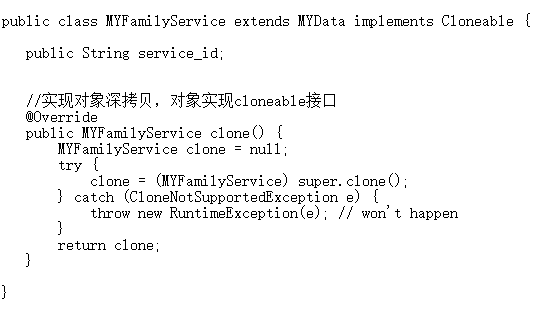 public class MYFamilyService extends MYData implements Cloneable {
public String service_id;
//实现对象深拷贝，对象实现cloneable接口
@Override
public MYFamilyService clone() {
MYFamilyService clone = null;
try {
clone = (MYFamilyService) super.clone();
} catch (CloneNotSupportedException e) {
throw new RuntimeException(e); // won't happen
}
return clone;
}
}